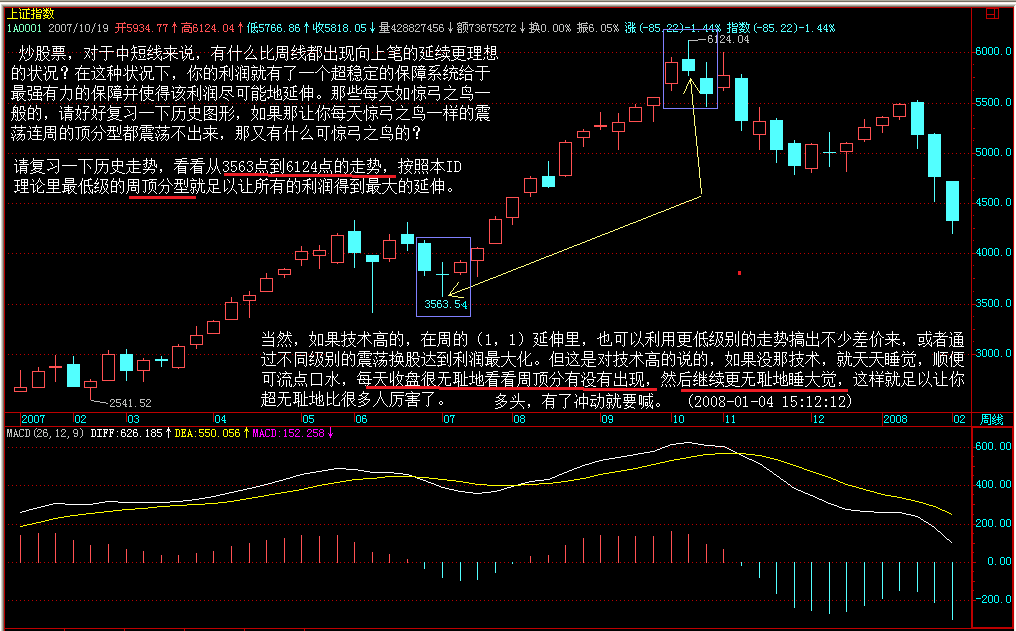 上证指数
1A0001 2007/10/19 开5934.77↑高6124.04↑低5766.86↑收5818.05↓量428827456↓额73675272↓换0.00% 振6.05% 涨(-85.22)-1.44% 指数(-85.22)-1.44%
6124.04
炒股票，对于中短线来说，有什么比周线都出现向上笔的延续更理想
的状况？在这种状况下，你的利润就有了一个超稳定的保障系统给于
最强有力的保障并使得该利润尽可能地延伸。那些每天如惊弓之鸟一
般的，请好好复习一下历史图形，如果那让你每天惊弓之鸟一样的震
荡连周的顶分型都震荡不出来，那又有什么可惊弓之鸟的？
请复习一下历史走势，看看从3563点到6124点的走势，按照本ID
理论里最低级的周顶分型就足以让所有的利润得到最大的延伸。
6000.0
5500.0
5000.0
4500.0
4000.0
3500.0
3000.0
3563.54
2541.52
当然，如果技术高的，在周的（1，1）延伸里，也可以利用更低级别的走势搞出不少差价来，或者通
过不同级别的震荡换股达到利润最大化。但这是对技术高的说的，如果没那技术，就天天睡觉，顺便
可流点口水，每天收盘很无耻地看看周顶分有没有出现，然后继续更无耻地睡大觉，这样就足以让你
超无耻地比很多人厉害了。
多头，有了冲动就要喊。 (2008-01-04 15:12:12)
2007 02 03 04 05 06 07 08 09 10 11 12 2008 02 周线
MACD(26,12,9) DIFF:626.185↑DEA:550.056↑MACD:152.258↓
600.00
400.00
200.00
0.00
-200.00